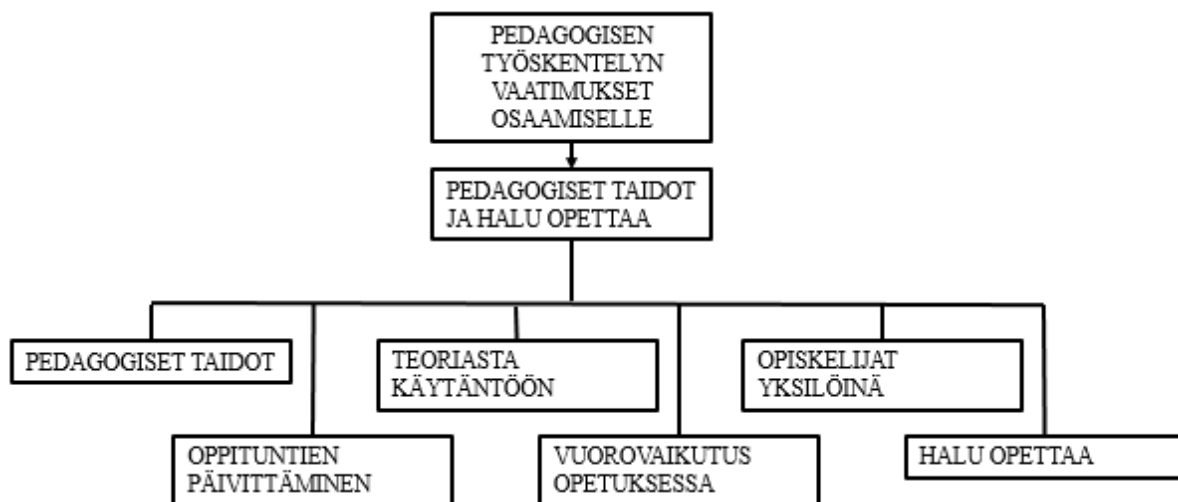 PEDAGOGISEN
TYÖSKENTELYN
VAATIMUKSET
OSAAMISELLE
PEDAGOGISET TAIDOT
JA HALU OPETTAA
PEDAGOGISET TAIDOT
TEORIASTA
KÄYTÄNTÖÖN
OPISKELIJAT
YKSILÖINÄ
OPPITUNTIEN
PÄIVITTÄMINEN
VUOROVAIKUTUS
OPETUKSESSA
HALU OPETTAA